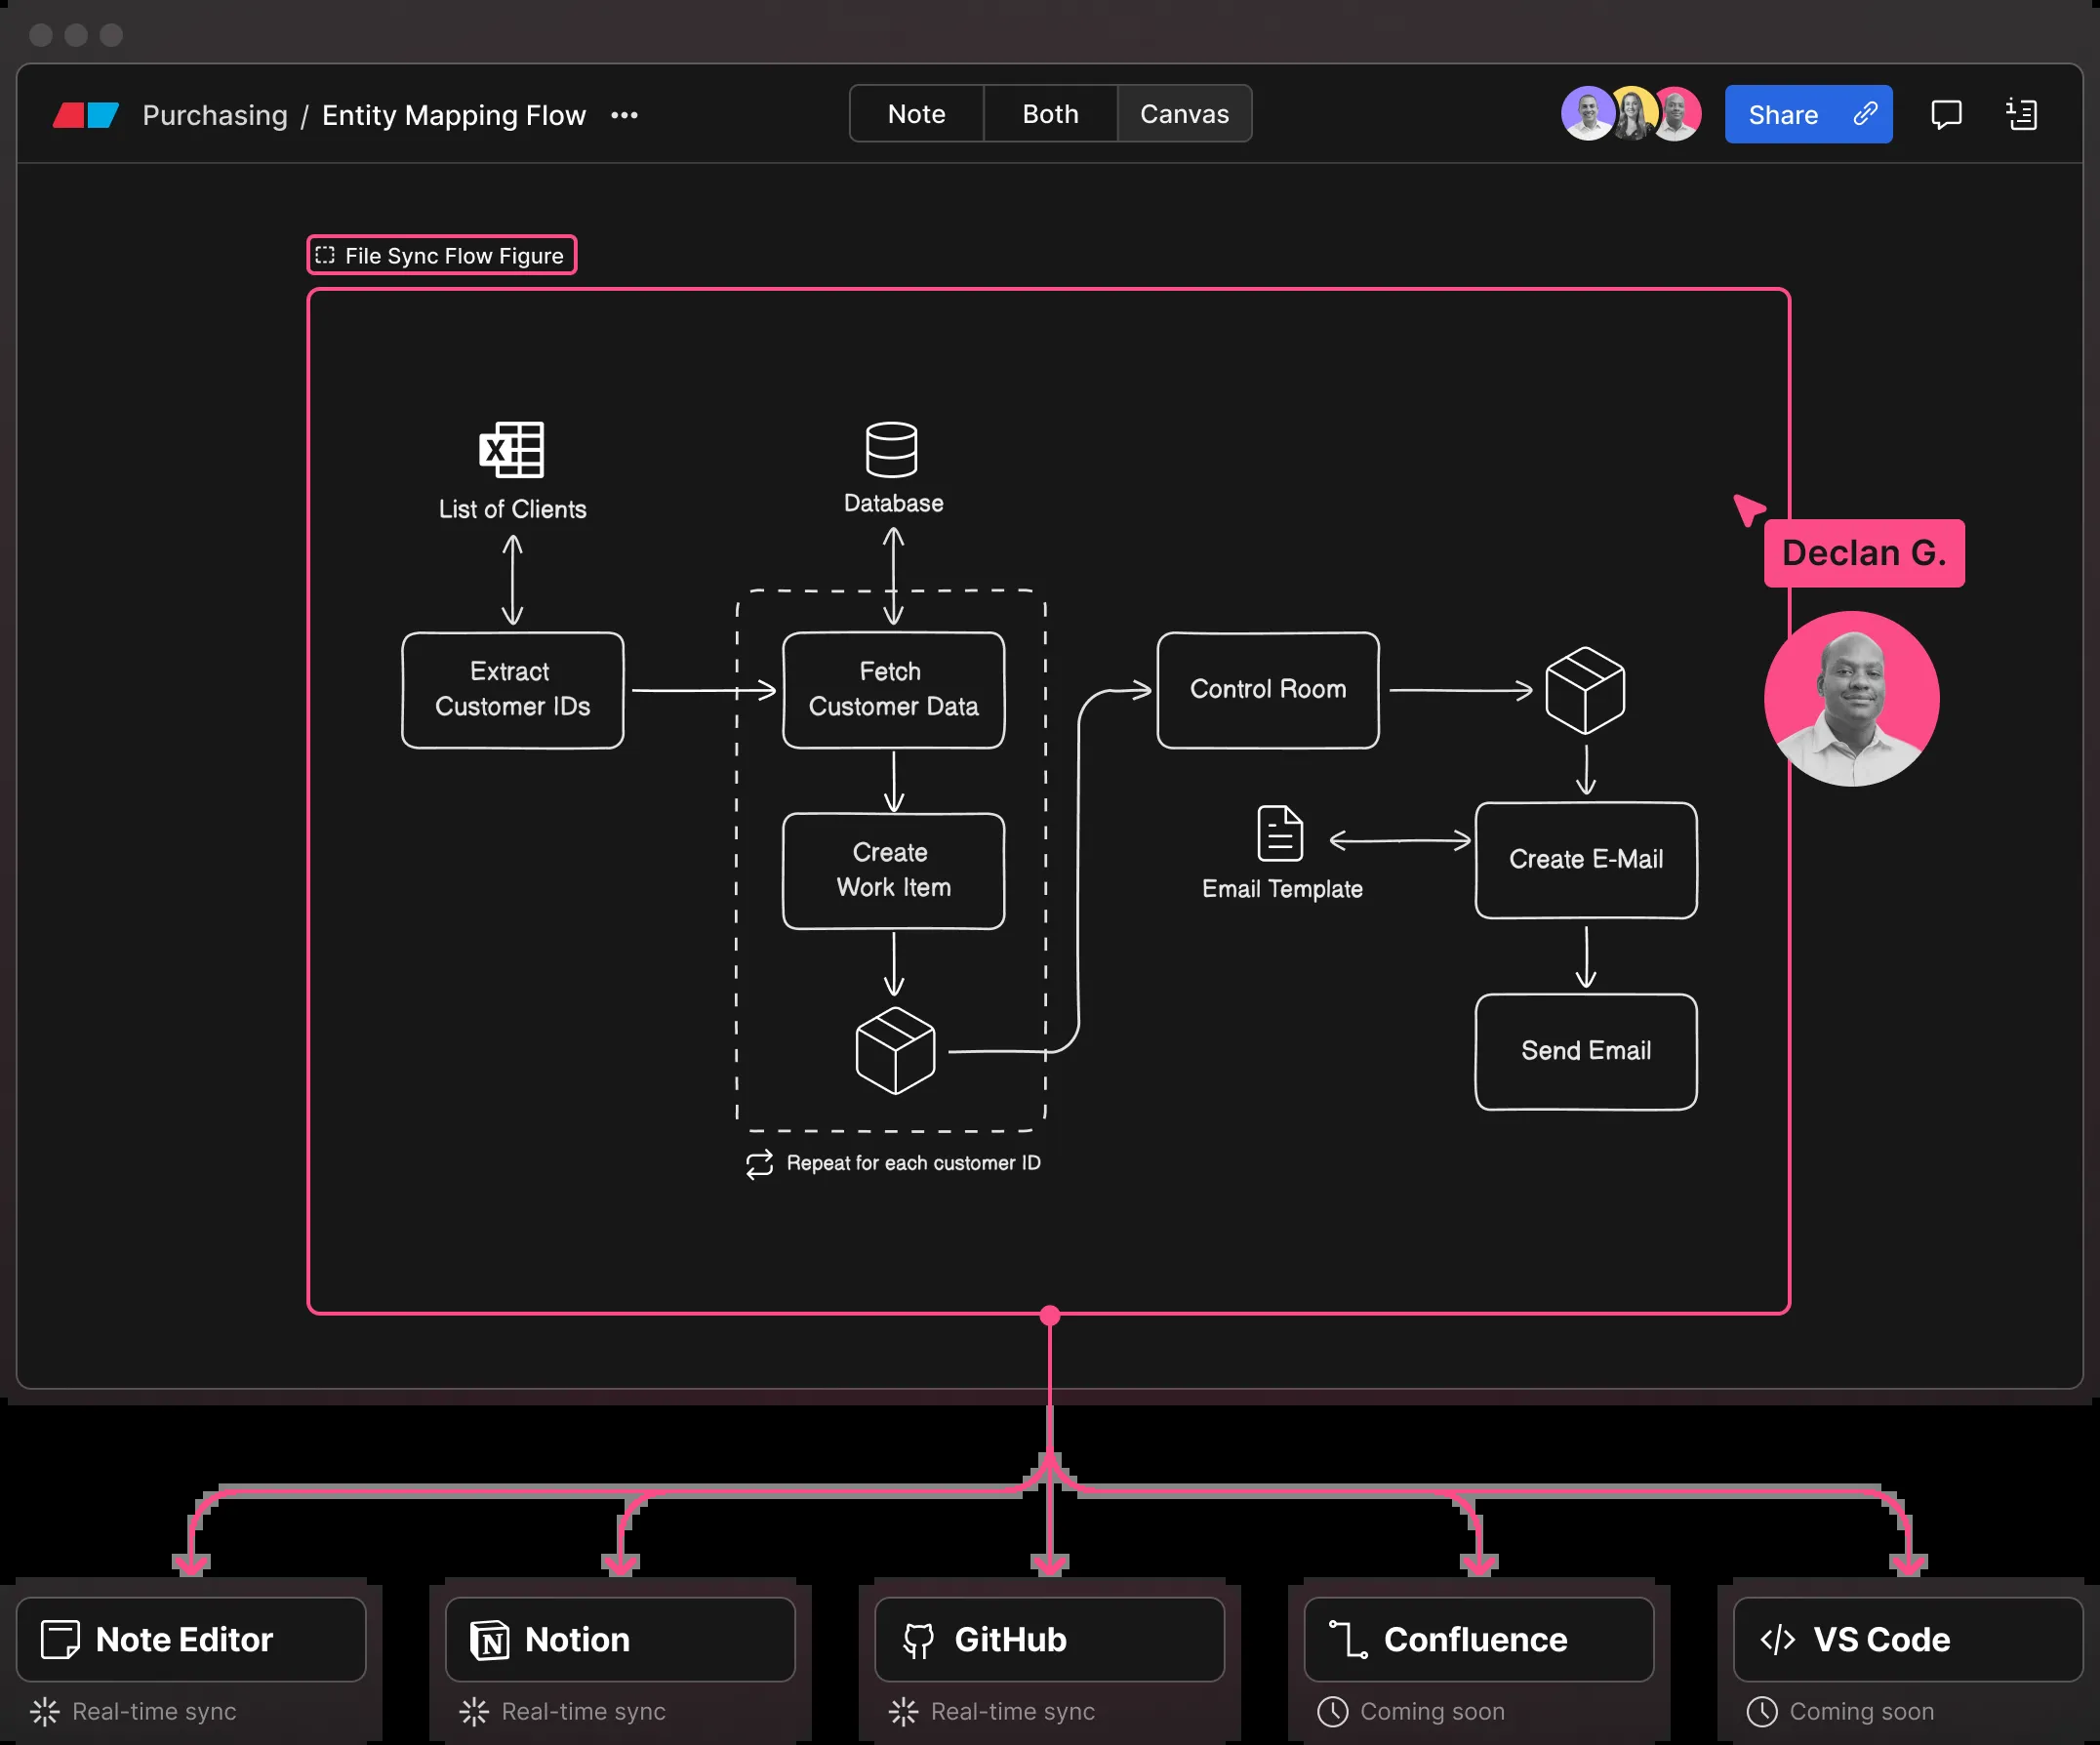 Purchasing / Entity Mapping Flow
Note
Both
Canvas
Share
File Sync Flow Figure
X
List of Clients
Database
Declan G.
Extract
Customer IDs
Fetch
Customer Data
Control Room
Create
Work Item
Email Template
Create E-Mail
Send Email
Repeat for each customer ID
Note Editor
Real-time sync
N
Notion
Real-time sync
GitHub
Real-time sync
Confluence
Coming soon
</> VS Code
Coming soon